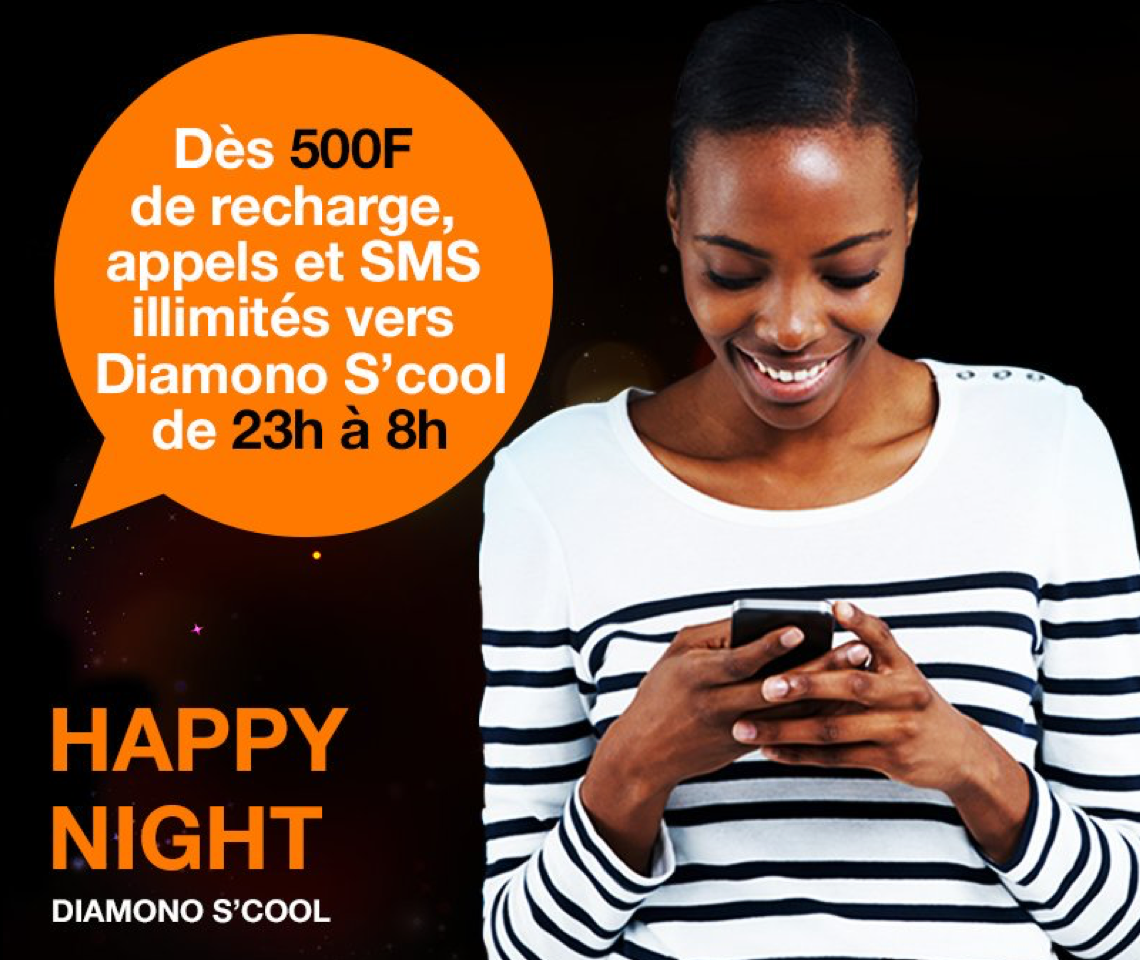 Dès 500F
de recharge,
appels et SMS
illimités vers
Diamono S’cool
de 23h à 8h
HAPPY
NIGHT
DIAMONO S’COOL